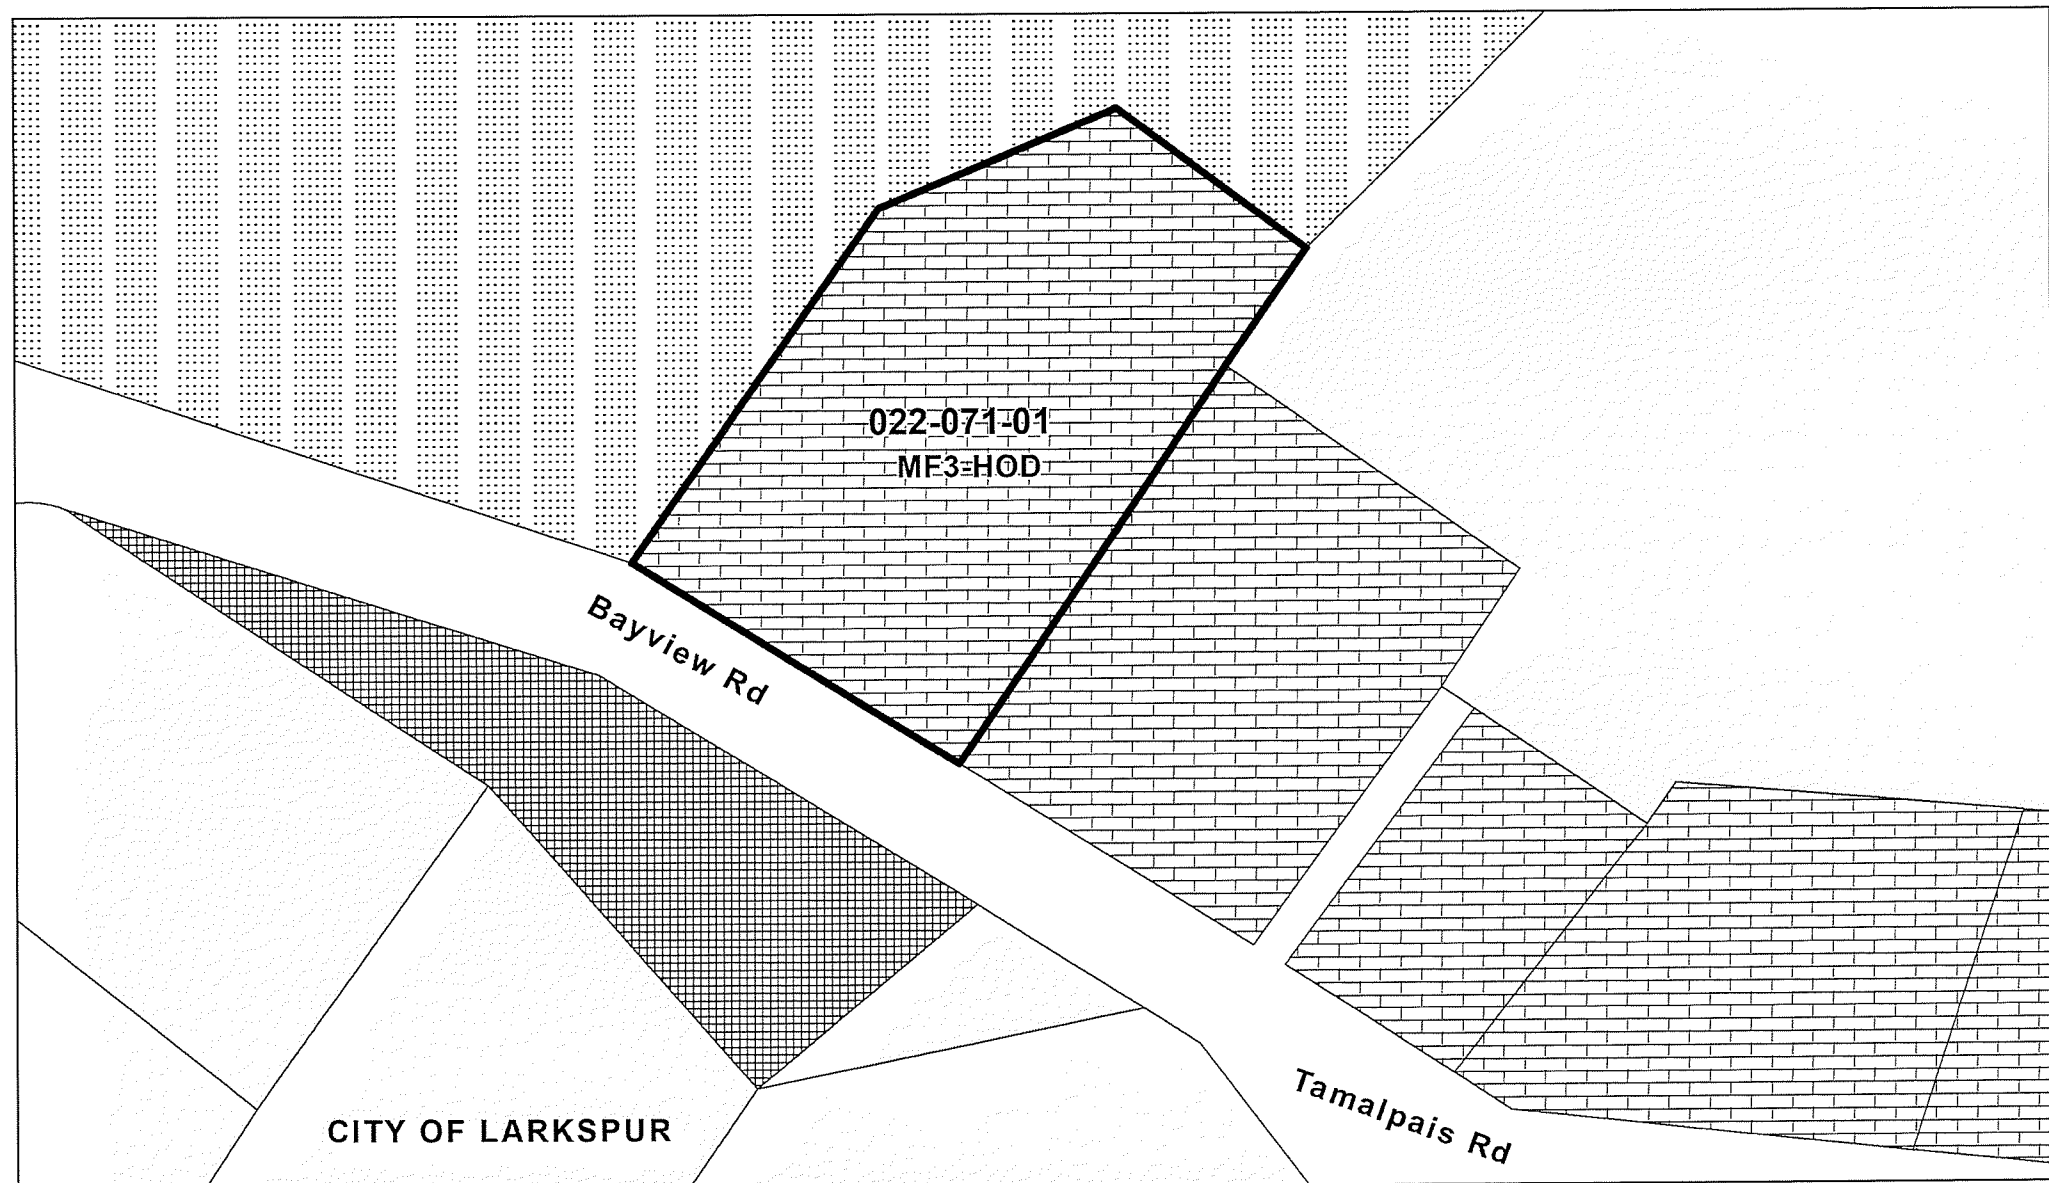 022-071-01
MF3-HOD
Bayview Rd
Tamalpais Rd
CITY OF LARKSPUR